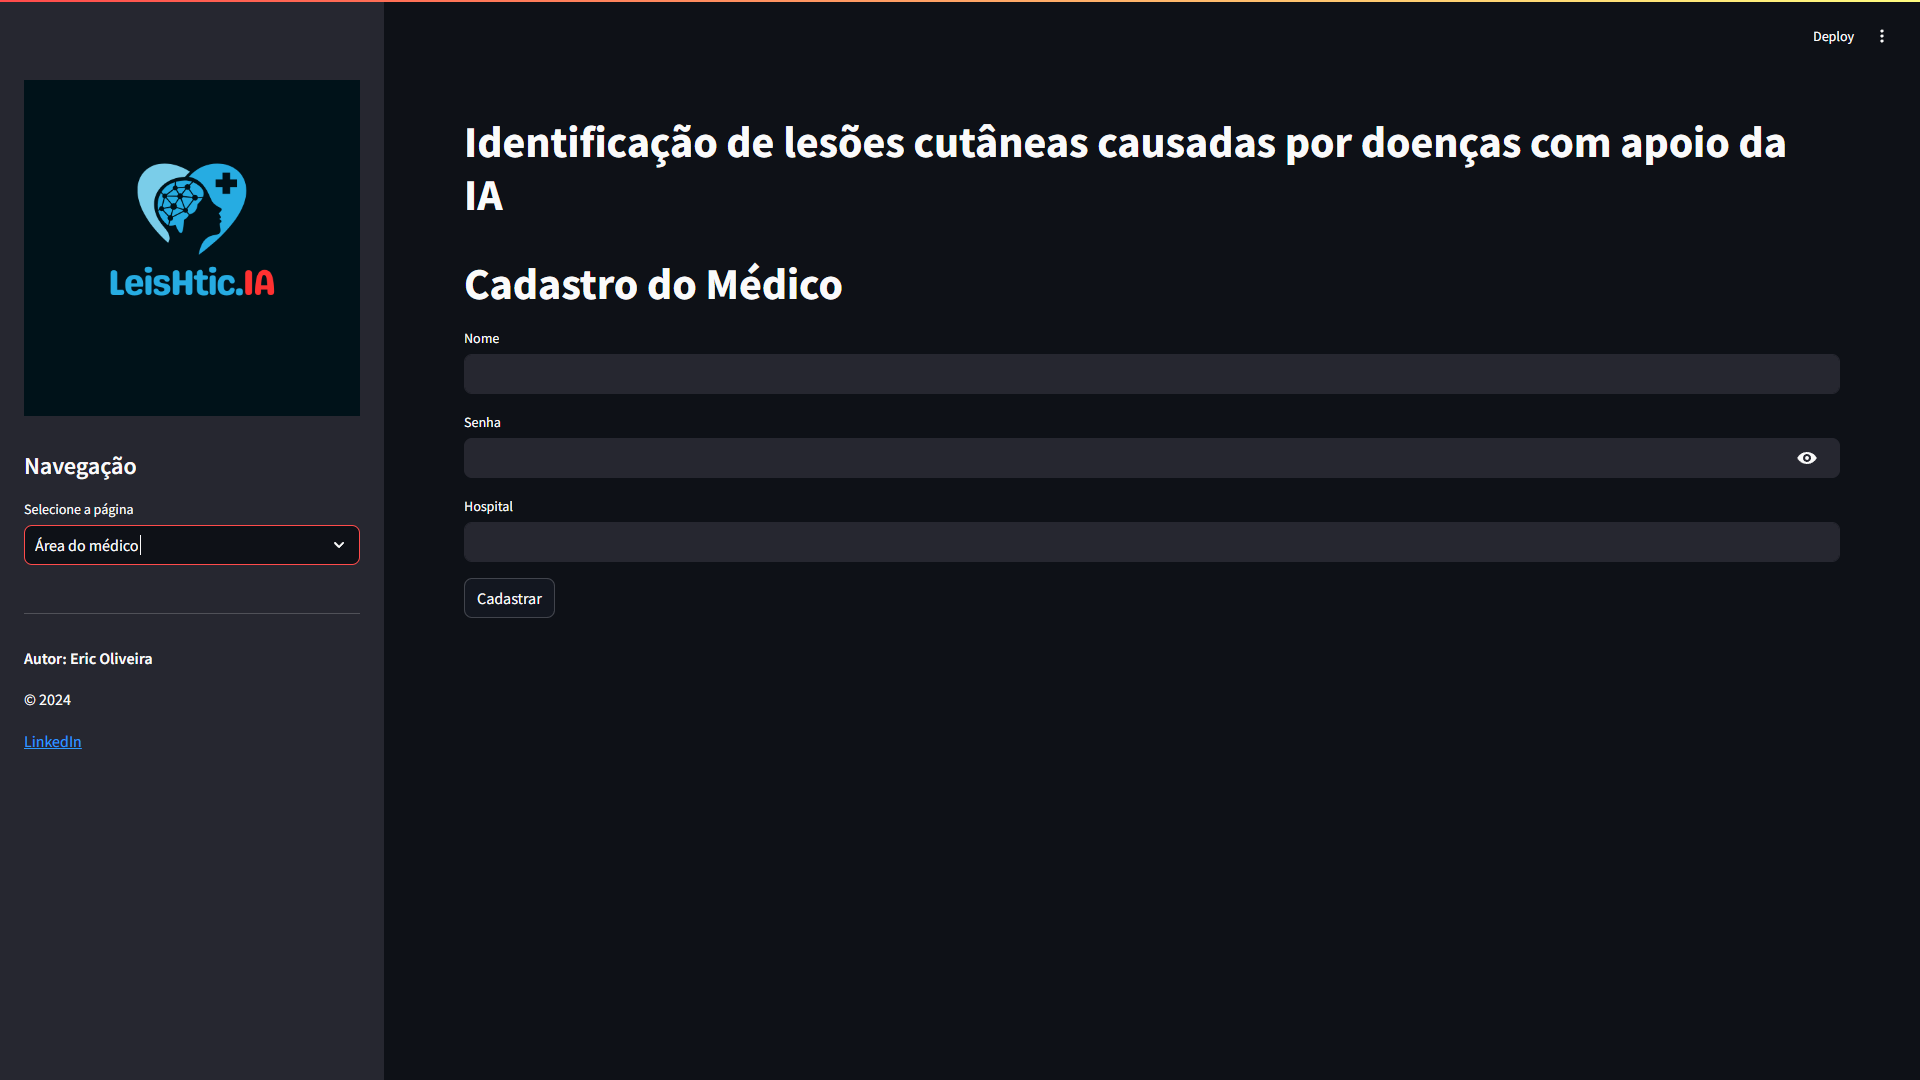 Deploy
LeisHtic.IA
Navegação
Selecione a página
Área do médico
Autor: Eric Oliveira
© 2024
LinkedIn
Identificação de lesões cutâneas causadas por doenças com apoio da
IA
Cadastro do Médico
Nome
Senha
Hospital
Cadastrar